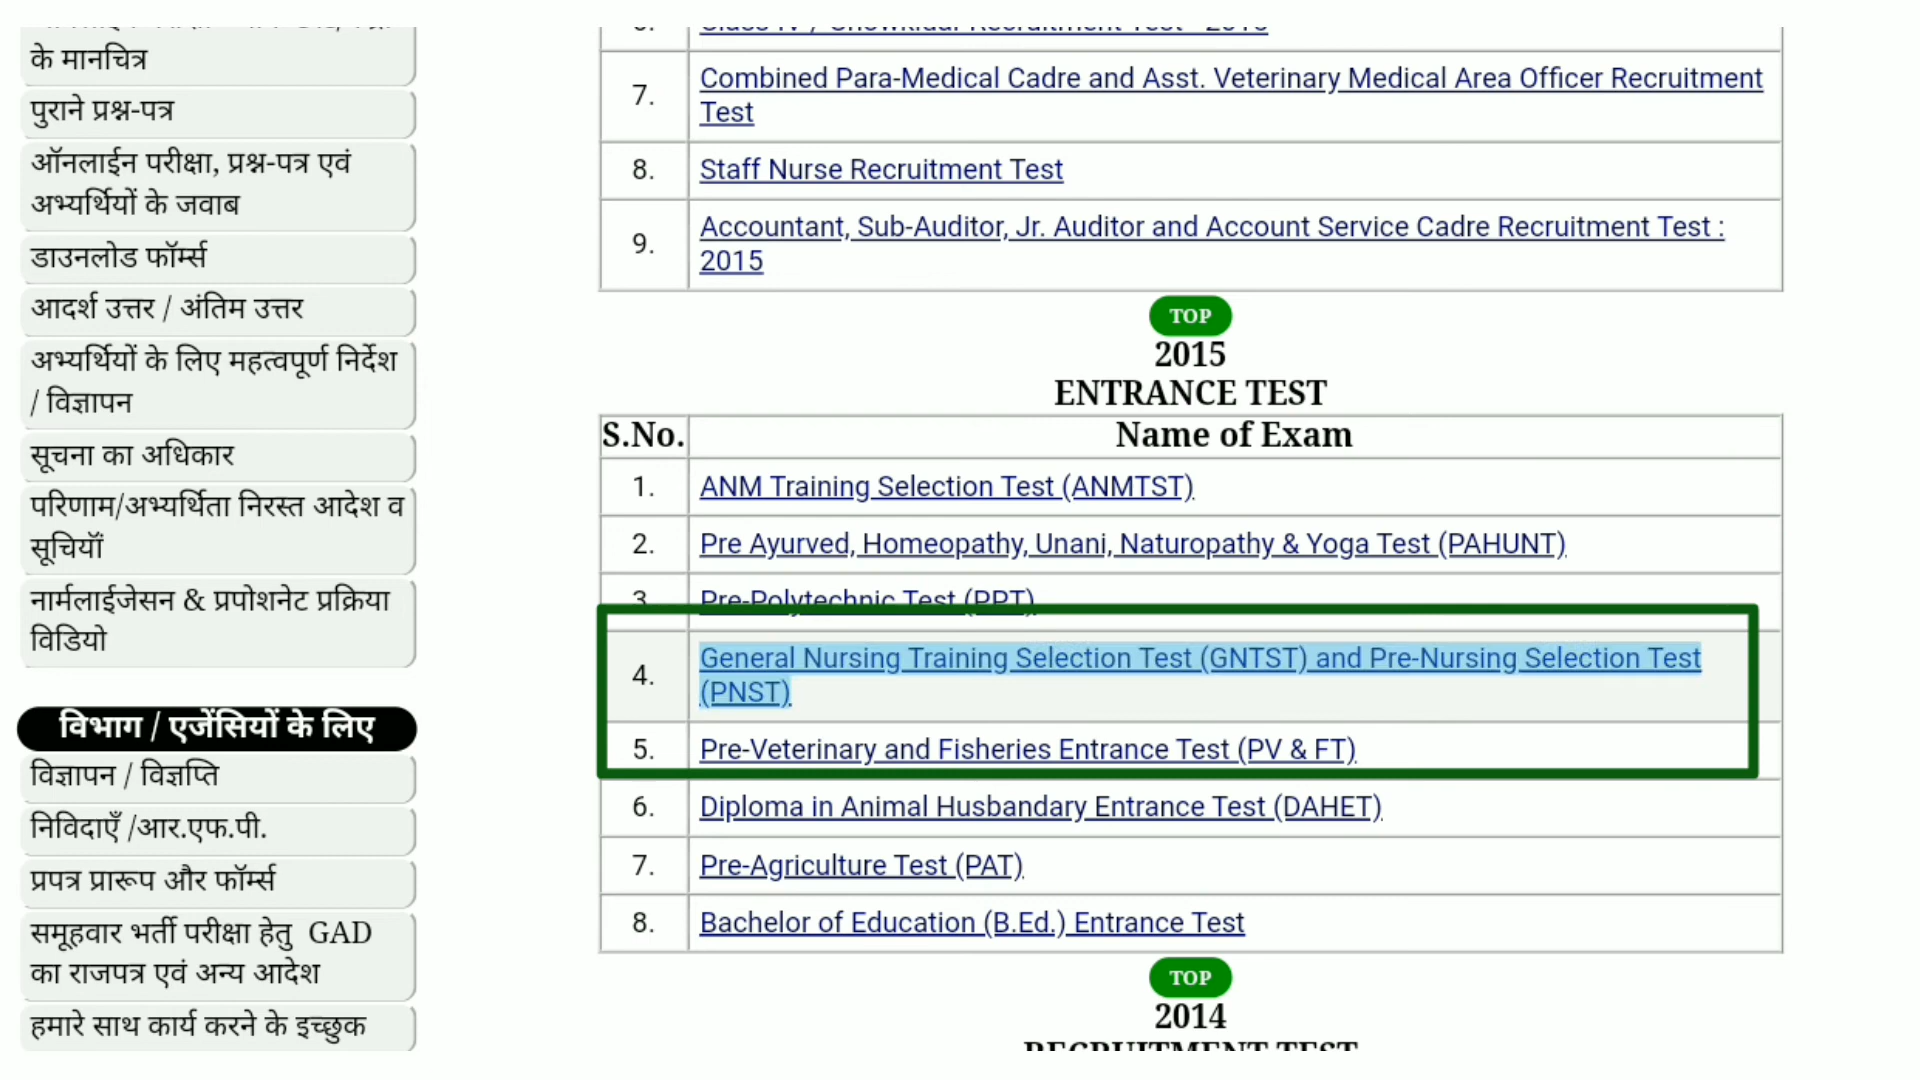 के मानचित्र
पुराने प्रश्न-पत्र
ऑनलाईन परीक्षा, प्रश्न-पत्र एवं
अभ्यर्थियों के जवाब
डाउनलोड फॉर्म्स
आदर्श उत्तर / अंतिम उत्तर
अभ्यर्थियों के लिए महत्वपूर्ण निर्देश
/ विज्ञापन
सूचना का अधिकार
परिणाम/अभ्यर्थिता निरस्त आदेश व
सूचियाॅं
नार्मलाईजेसन & प्रपोशनेट प्रक्रिया
विडियो
विभाग / एजेंसियों के लिए
विज्ञापन / विज्ञप्ति
निविदाएँ /आर.एफ.पी.
प्रपत्र प्रारूप और फॉर्म्स
समूहवार भर्ती परीक्षा हेतु GAD
का राजपत्र एवं अन्य आदेश
हमारे साथ कार्य करने के इच्छुक
Class IV / Chowkidar Recruitment Test - 2015
7. Combined Para-Medical Cadre and Asst. Veterinary Medical Area Officer Recruitment
Test
8. Staff Nurse Recruitment Test
9. Accountant, Sub-Auditor, Jr. Auditor and Account Service Cadre Recruitment Test :
2015
TOP
2015
ENTRANCE TEST
S.No. Name of Exam
1. ANM Training Selection Test (ANMTST)
2. Pre Ayurved, Homeopathy, Unani, Naturopathy & Yoga Test (PAHUNT)
3. Pre-Polytechnic Test (PPT)
4. General Nursing Training Selection Test (GNTST) and Pre-Nursing Selection Test
(PNST)
5. Pre-Veterinary and Fisheries Entrance Test (PV & FT)
6. Diploma in Animal Husbandary Entrance Test (DAHET)
7. Pre-Agriculture Test (PAT)
8. Bachelor of Education (B.Ed.) Entrance Test
TOP
2014
RECRUITMENT TEST